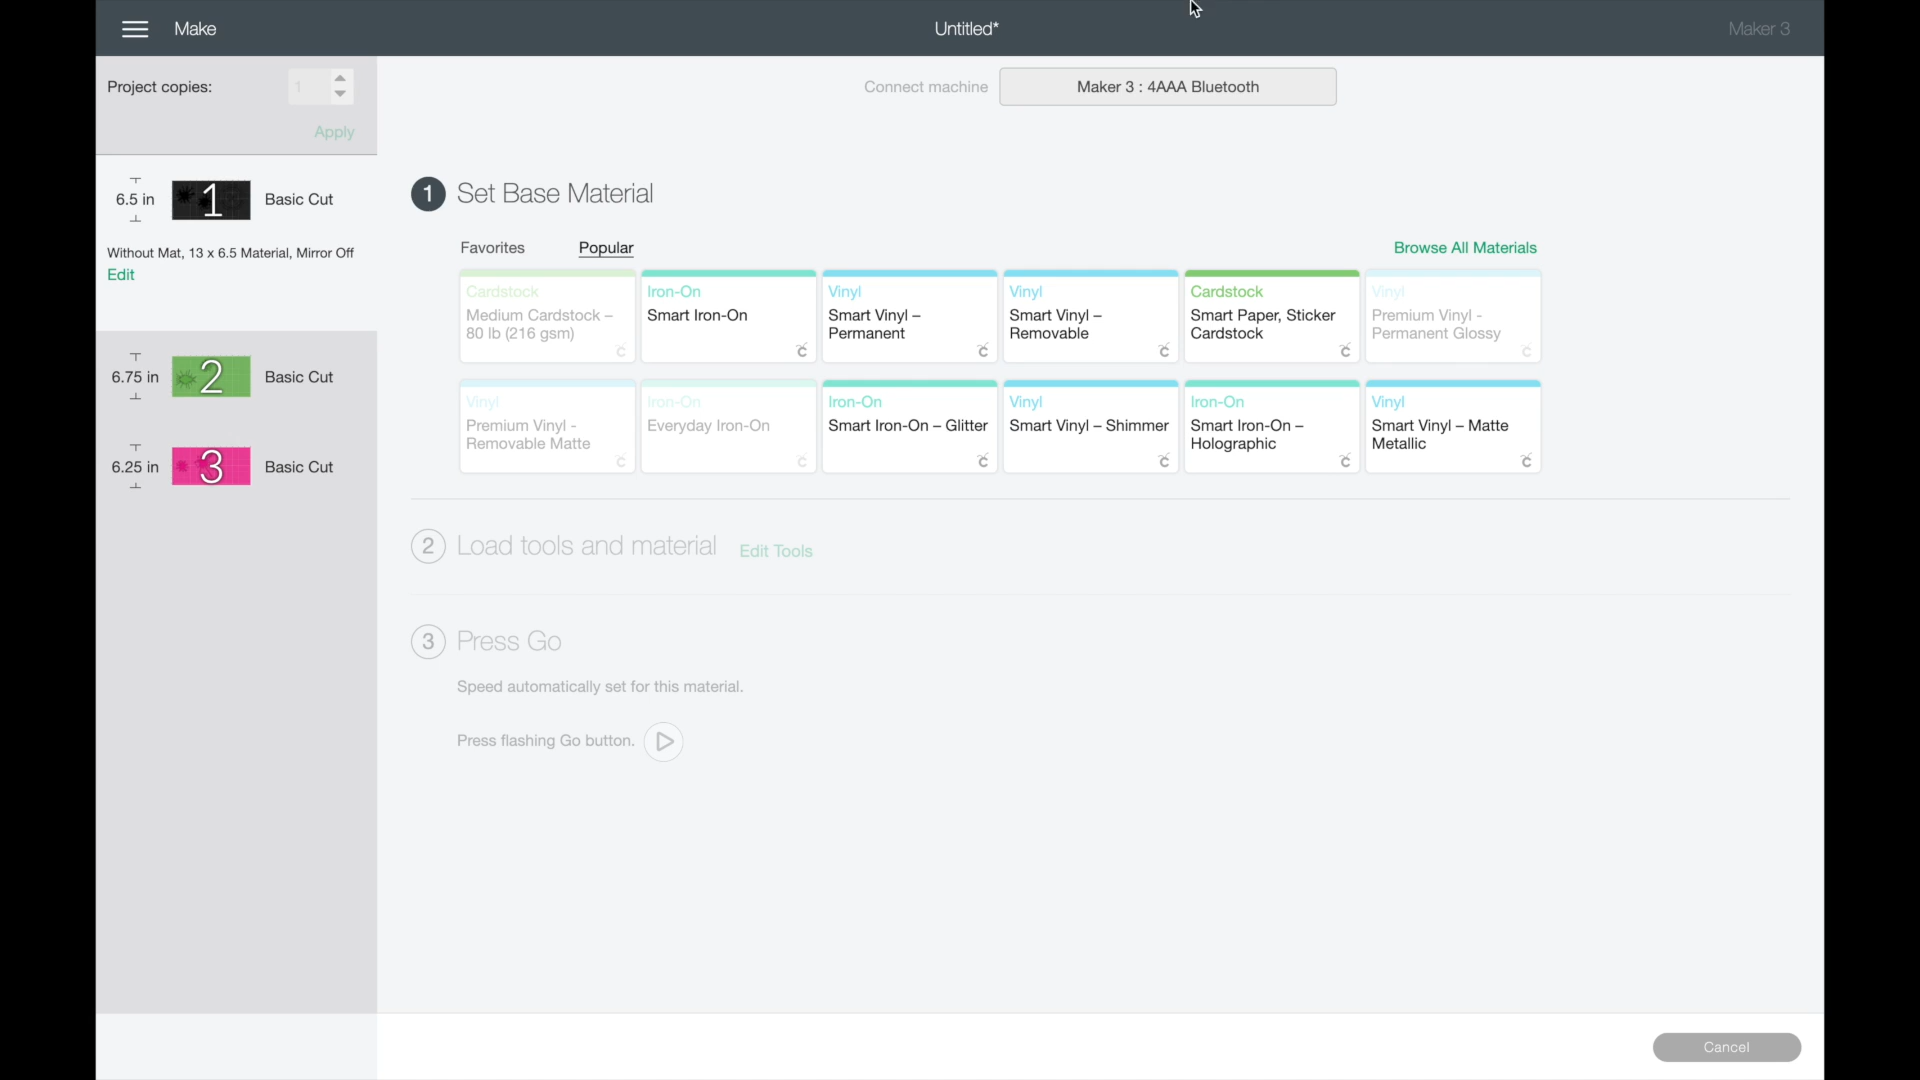 Make
Untitled*
Maker 3
Project copies:
1
Apply
Connect machine
Maker 3 : 4AAA Bluetooth
6.5 in
1
Basic Cut
Without Mat, 13 x 6.5 Material, Mirror Off
Edit
6.75 in
2
Basic Cut
6.25 in
3
Basic Cut
1
Set Base Material
Favorites
Popular
Browse All Materials
Cardstock
Medium Cardstock –
80 lb (216 gsm)
Iron-On
Smart Iron-On
Vinyl
Smart Vinyl –
Permanent
Vinyl
Smart Vinyl –
Removable
Cardstock
Smart Paper, Sticker
Cardstock
Vinyl
Premium Vinyl -
Permanent Glossy
Vinyl
Premium Vinyl -
Removable Matte
Iron-On
Everyday Iron-On
Iron-On
Smart Iron-On – Glitter
Vinyl
Smart Vinyl – Shimmer
Iron-On
Smart Iron-On –
Holographic
Vinyl
Smart Vinyl – Matte
Metallic
2
Load tools and material
Edit Tools
3
Press Go
Speed automatically set for this material.
Press flashing Go button.
Cancel